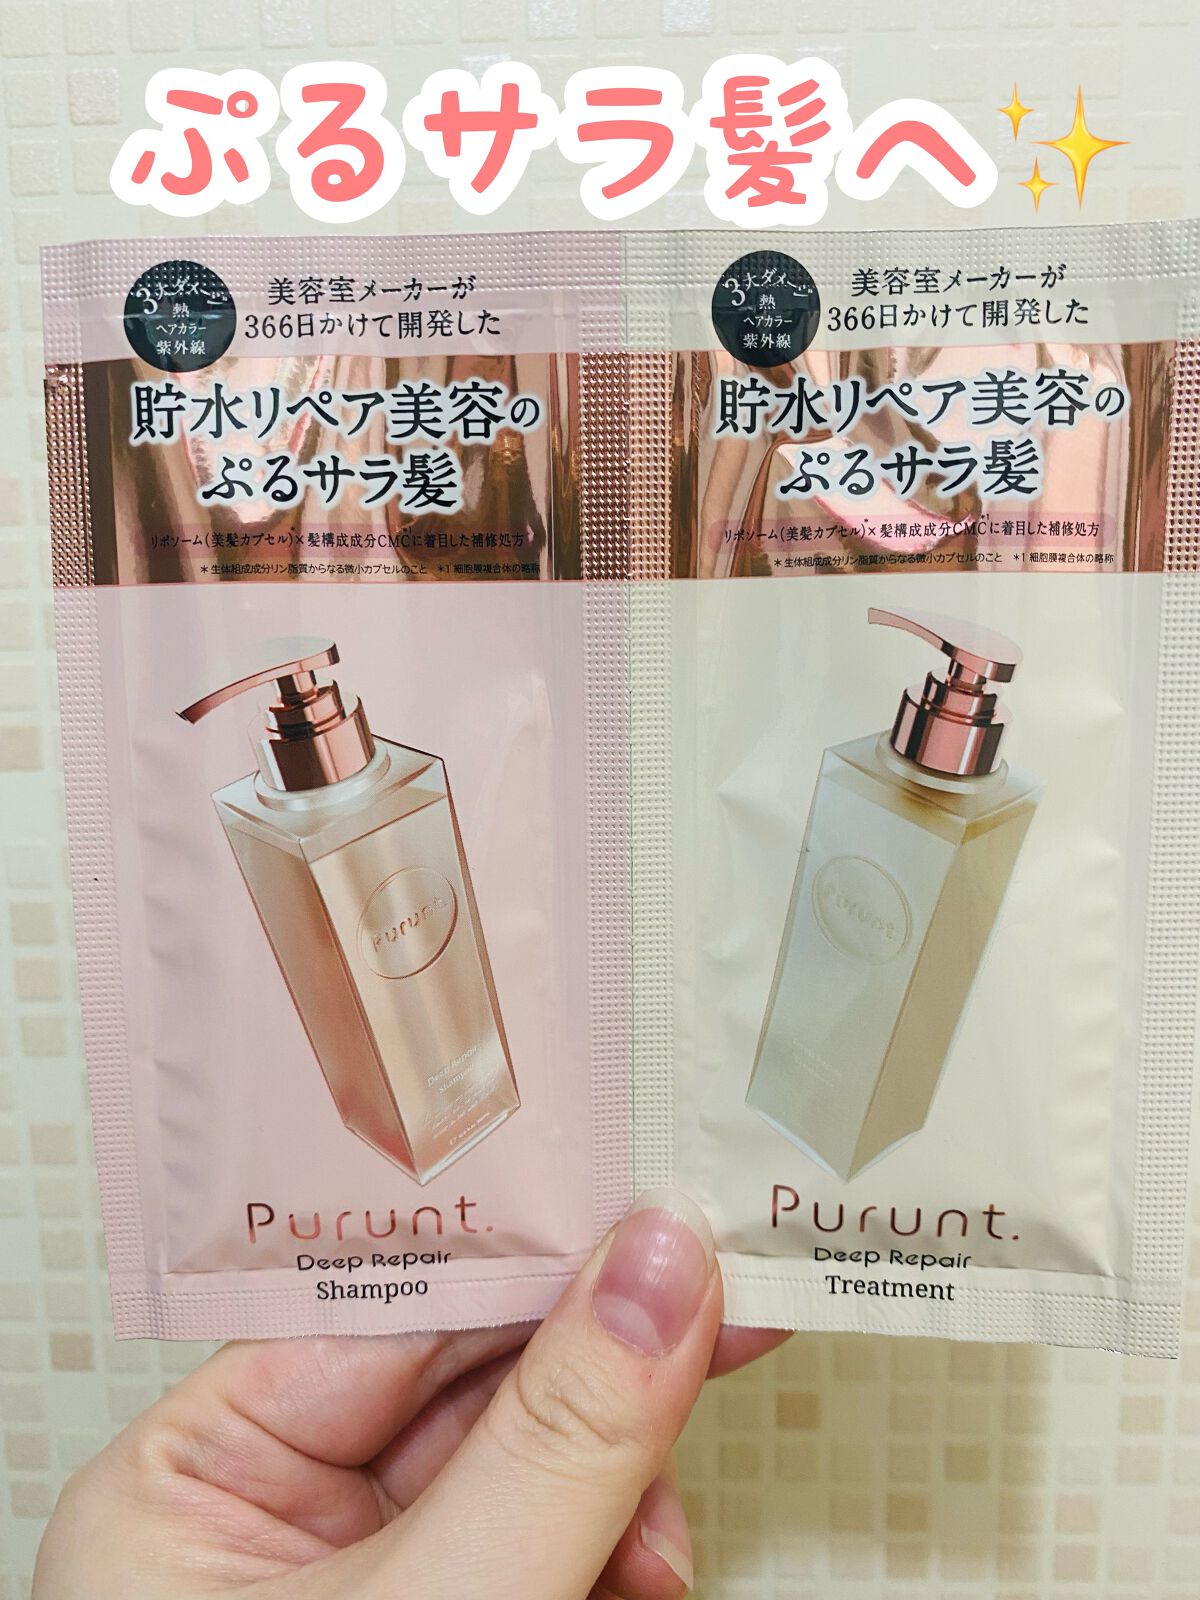 ぷるサラ髪へ✨
3大ダメージ
熱
ヘアカラー
紫外線
美容室メーカーが
366日かけて開発した
貯水リペア美容の
ぷるサラ髪
リポソーム(美髪カプセル)*×髪構成成分CMC*1に着目した補修処方
*生体組成成分リン脂質からなる微小カプセルのこと *1 細胞膜複合体の略称
Purunt.
Deep Repair
Shampoo
Purunt.
Deep Repair
Shampoo
3大ダメージ
熱
ヘアカラー
紫外線
美容室メーカーが
366日かけて開発した
貯水リペア美容の
ぷるサラ髪
リポソーム(美髪カプセル)*×髪構成成分CMC*1に着目した補修処方
*生体組成成分リン脂質からなる微小カプセルのこと *1 細胞膜複合体の略称
Purunt.
Purunt.
Deep Repair
Treatment